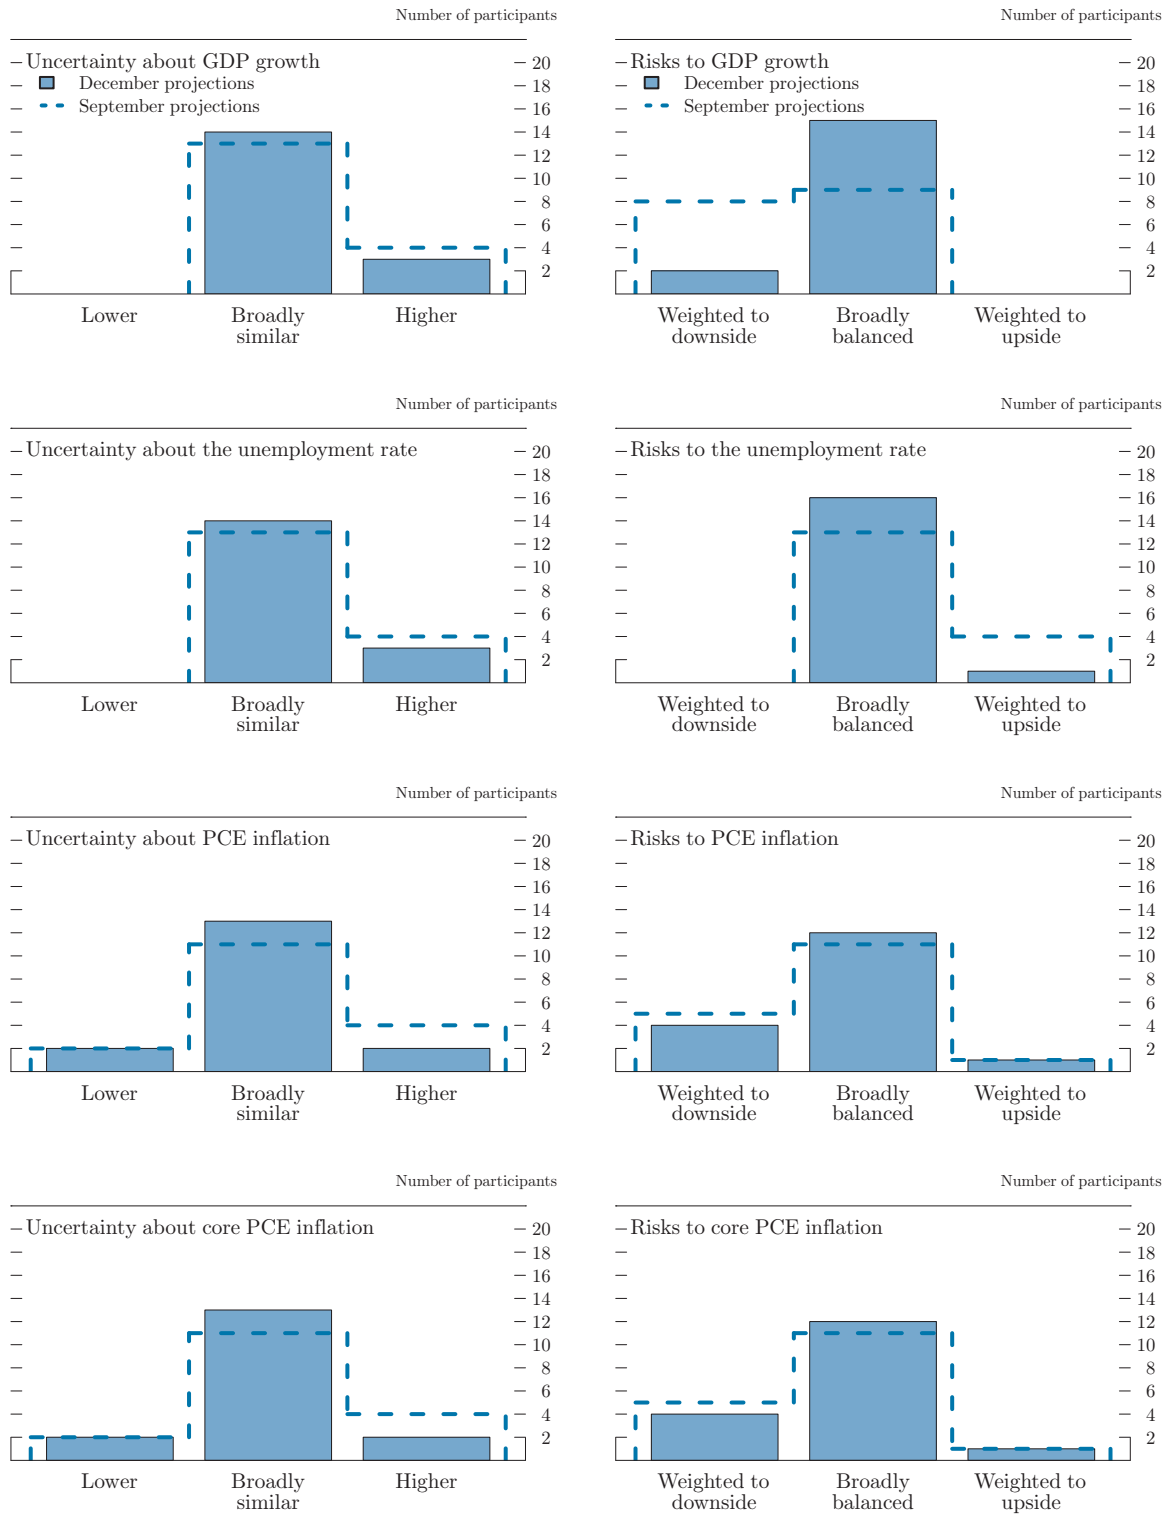 Number of participants
Uncertainty about GDP growth
December projections
September projections
20
18
16
14
12
10
8
6
4
2
Lower
Broadly
similar
Higher
Number of participants
Risks to GDP growth
December projections
September projections
20
18
16
14
12
10
8
6
4
2
Weighted to
downside
Broadly
balanced
Weighted to
upside
Number of participants
Uncertainty about the unemployment rate
20
18
16
14
12
10
8
6
4
2
Lower
Broadly
similar
Higher
Number of participants
Risks to the unemployment rate
20
18
16
14
12
10
8
6
4
2
Weighted to
downside
Broadly
balanced
Weighted to
upside
Number of participants
Uncertainty about PCE inflation
20
18
16
14
12
10
8
6
4
2
Lower
Broadly
similar
Higher
Number of participants
Risks to PCE inflation
20
18
16
14
12
10
8
6
4
2
Weighted to
downside
Broadly
balanced
Weighted to
upside
Number of participants
Uncertainty about core PCE inflation
20
18
16
14
12
10
8
6
4
2
Lower
Broadly
similar
Higher
Number of participants
Risks to core PCE inflation
20
18
16
14
12
10
8
6
4
2
Weighted to
downside
Broadly
balanced
Weighted to
upside